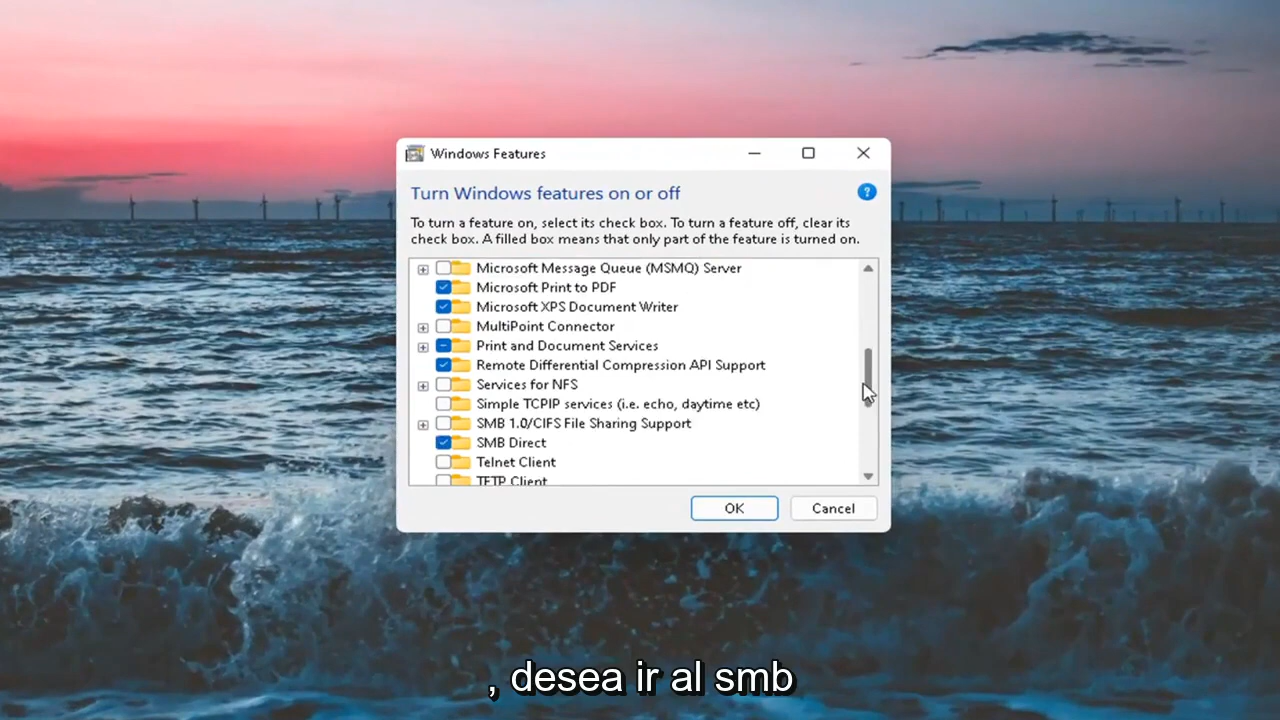 Windows Features
Turn Windows features on or off
To turn a feature on, select its check box. To turn a feature off, clear its
check box. A filled box means that only part of the feature is turned on.
Microsoft Message Queue (MSMQ) Server
Microsoft Print to PDF
Microsoft XPS Document Writer
MultiPoint Connector
Print and Document Services
Remote Differential Compression API Support
Services for NFS
Simple TCPIP services (i.e. echo, daytime etc)
SMB 1.0/CIFS File Sharing Support
SMB Direct
Telnet Client
TFTP Client
OK
Cancel
, desea ir al smb